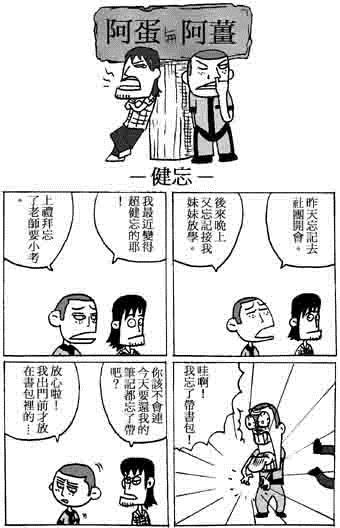 阿蛋 阿薑
－健忘－
我最近變得
超健忘的耶
！
上禮拜忘
了老師要小考
。
昨天忘記去
社團開會。
後來晚上
又忘記接我
妹妹放學。
你該不會連
今天要還我的
筆記都忘了帶
吧？
放心啦！
我出門前才放
在書包裡的…
哇啊！
我忘了帶書包！